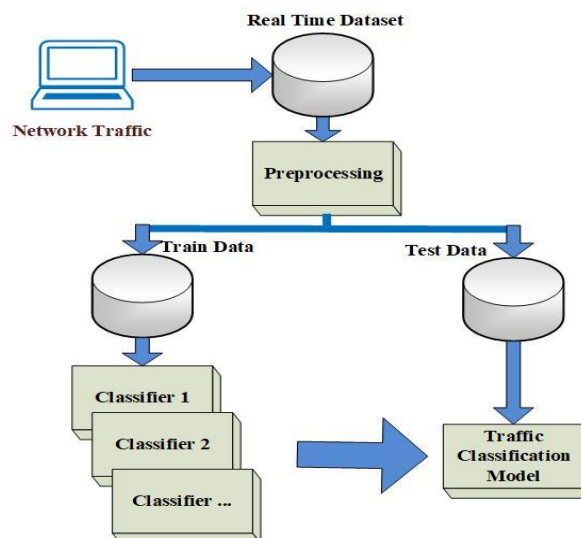 Real Time Dataset
Network Traffic
Preprocessing
Train Data
Test Data
Classifier 1
Classifier 2
Classifier ...
Traffic
Classification
Model